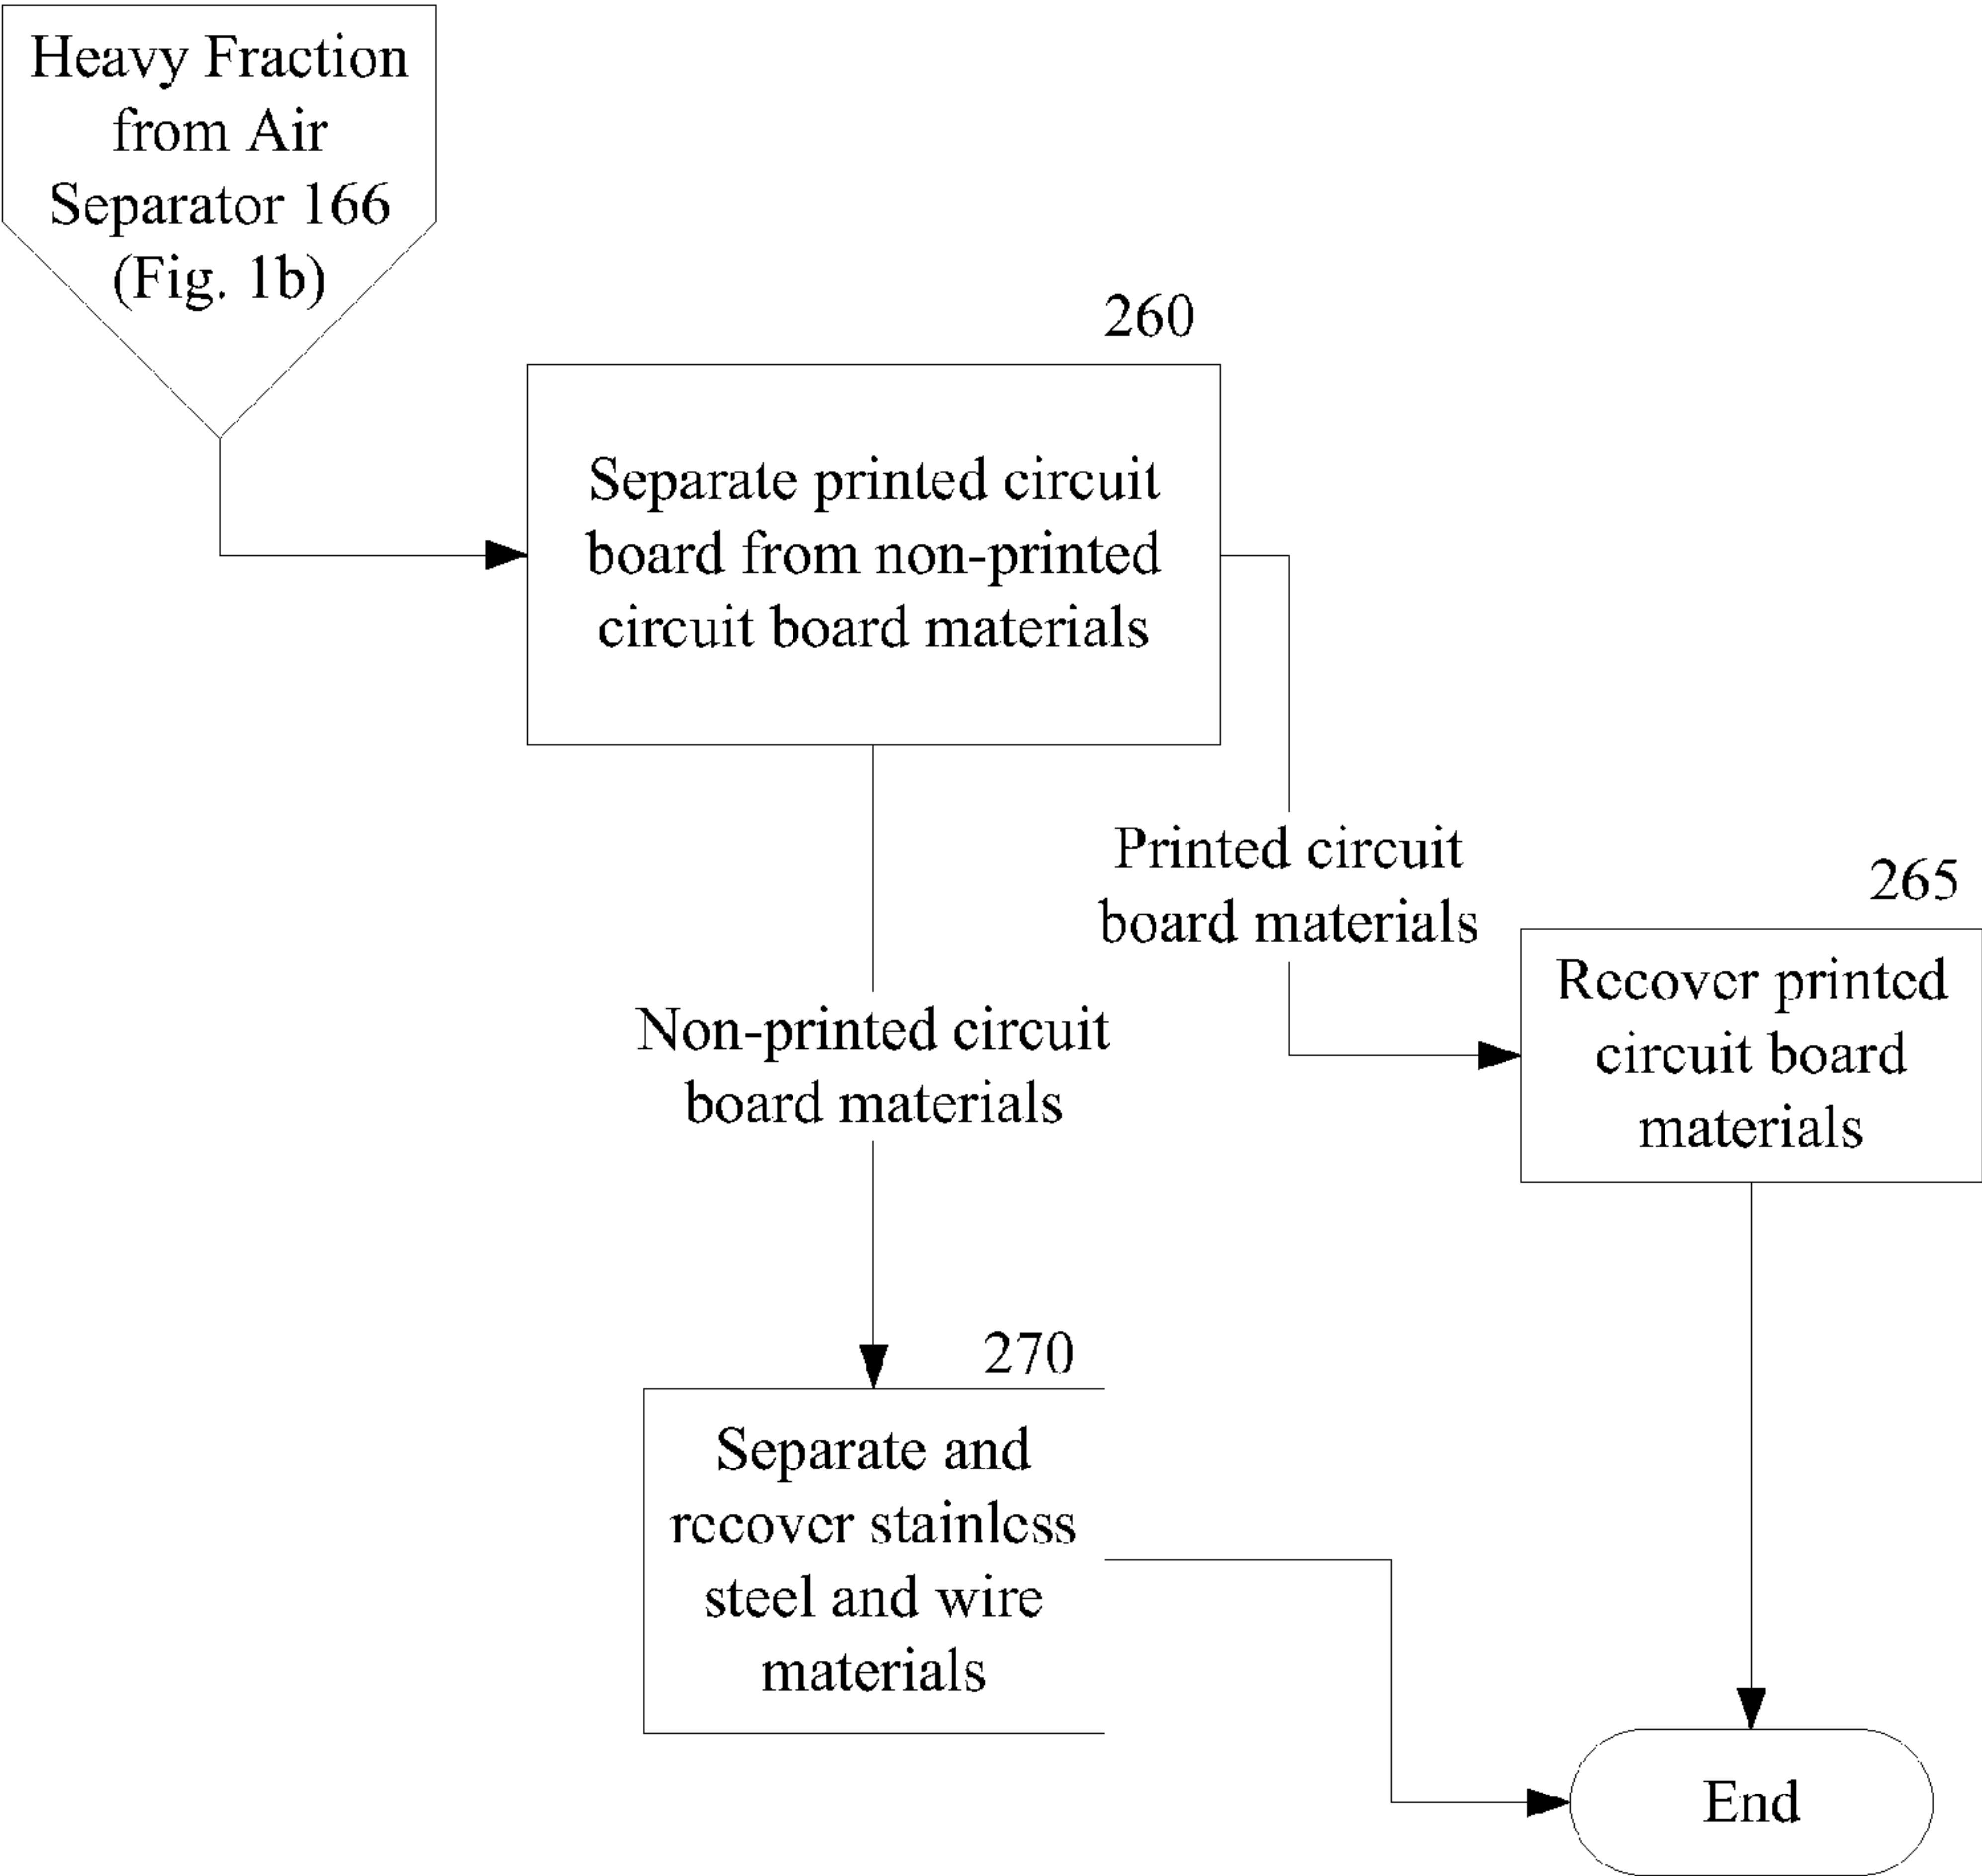 Heavy Fraction
from Air
Separator 166
(Fig. 1b)
260
Separate printed circuit
board from non-printed
circuit board materials
Printed circuit
board materials
265
Recover printed
circuit board
materials
Non-printed circuit
board materials
270
Separate and
recover stainless
steel and wire
materials
End